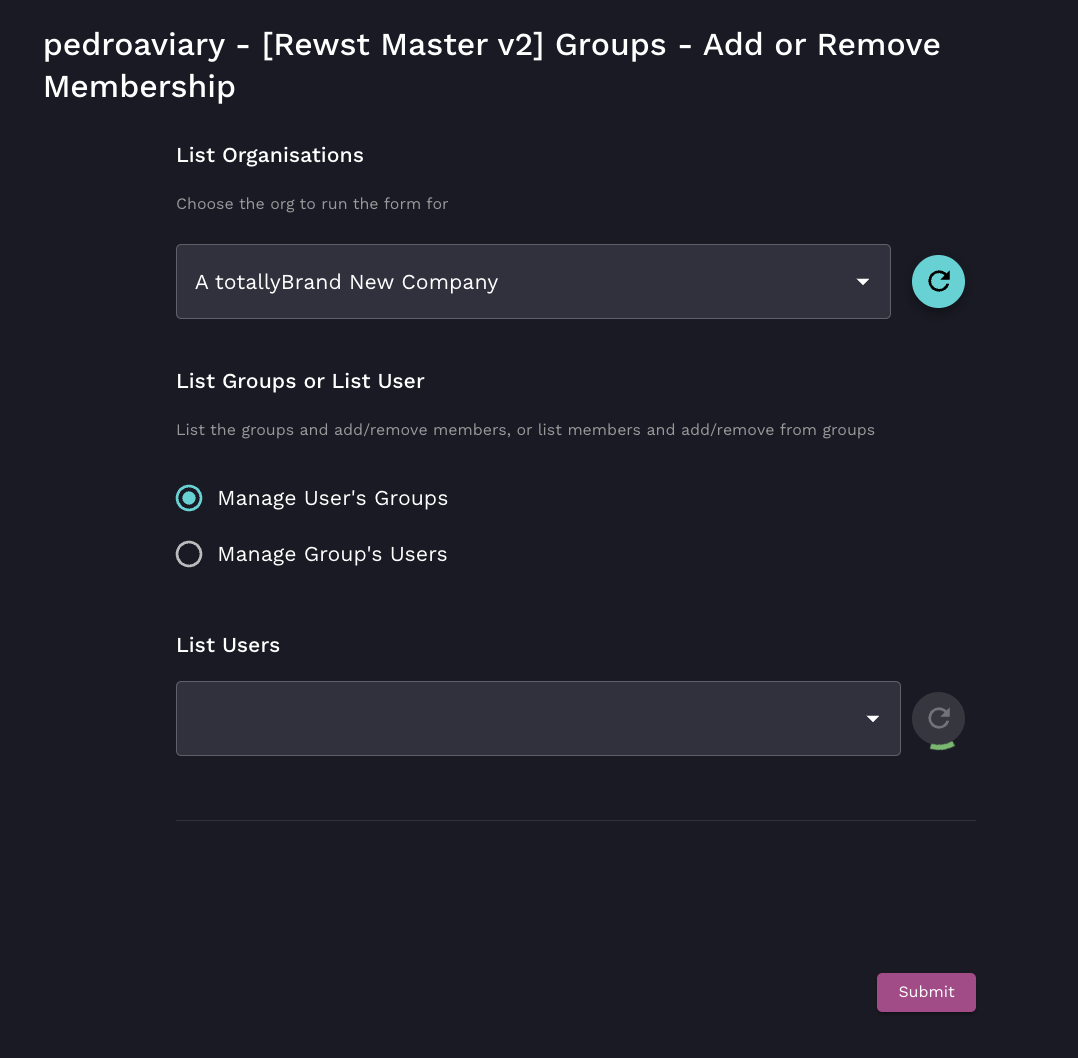 pedroaviary - [Rewst Master v2] Groups - Add or Remove
Membership
List Organisations
Choose the org to run the form for
A totallyBrand New Company
List Groups or List User
List the groups and add/remove members, or list members and add/remove from groups
Manage User's Groups
Manage Group's Users
List Users
Submit